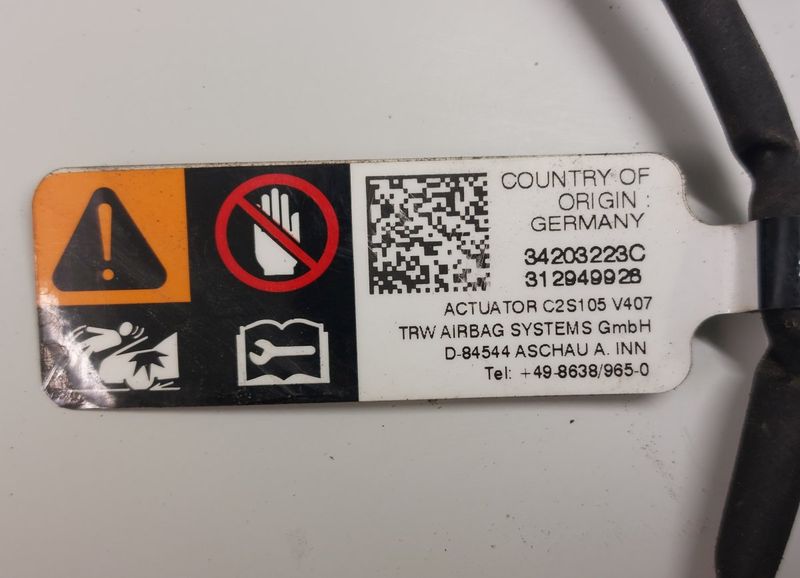 COUNTRY OF
ORIGIN :
GERMANY
34203223C
312949928
ACTUATOR C2S105 V407
TRW AIRBAG SYSTEMS GmbH
D-84544 ASCHAU A. INN
Tel: +49-8638/965-0